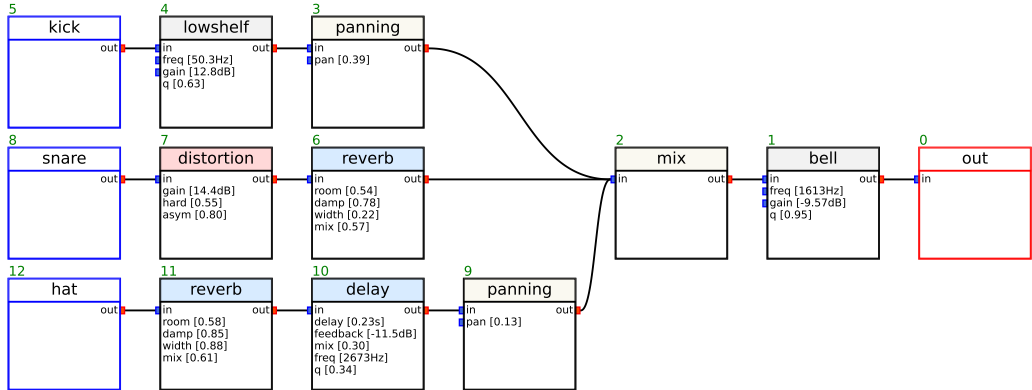 5
kick
out
4
lowshelf
in out
freq [50.3Hz]
gain [12.8dB]
q [0.63]
3
panning
in out
pan [0.39]
8
snare
out
7
distortion
in out
gain [14.4dB]
hard [0.55]
asym [0.80]
6
reverb
in out
room [0.54]
damp [0.78]
width [0.22]
mix [0.57]
2
mix
in out
1
bell
in out
freq [1613Hz]
gain [-9.57dB]
q [0.95]
0
out
in
12
hat
out
11
reverb
in out
room [0.58]
damp [0.85]
width [0.88]
mix [0.61]
10
delay
in out
delay [0.23s]
feedback [-11.5dB]
mix [0.30]
freq [2673Hz]
q [0.34]
9
panning
in out
pan [0.13]